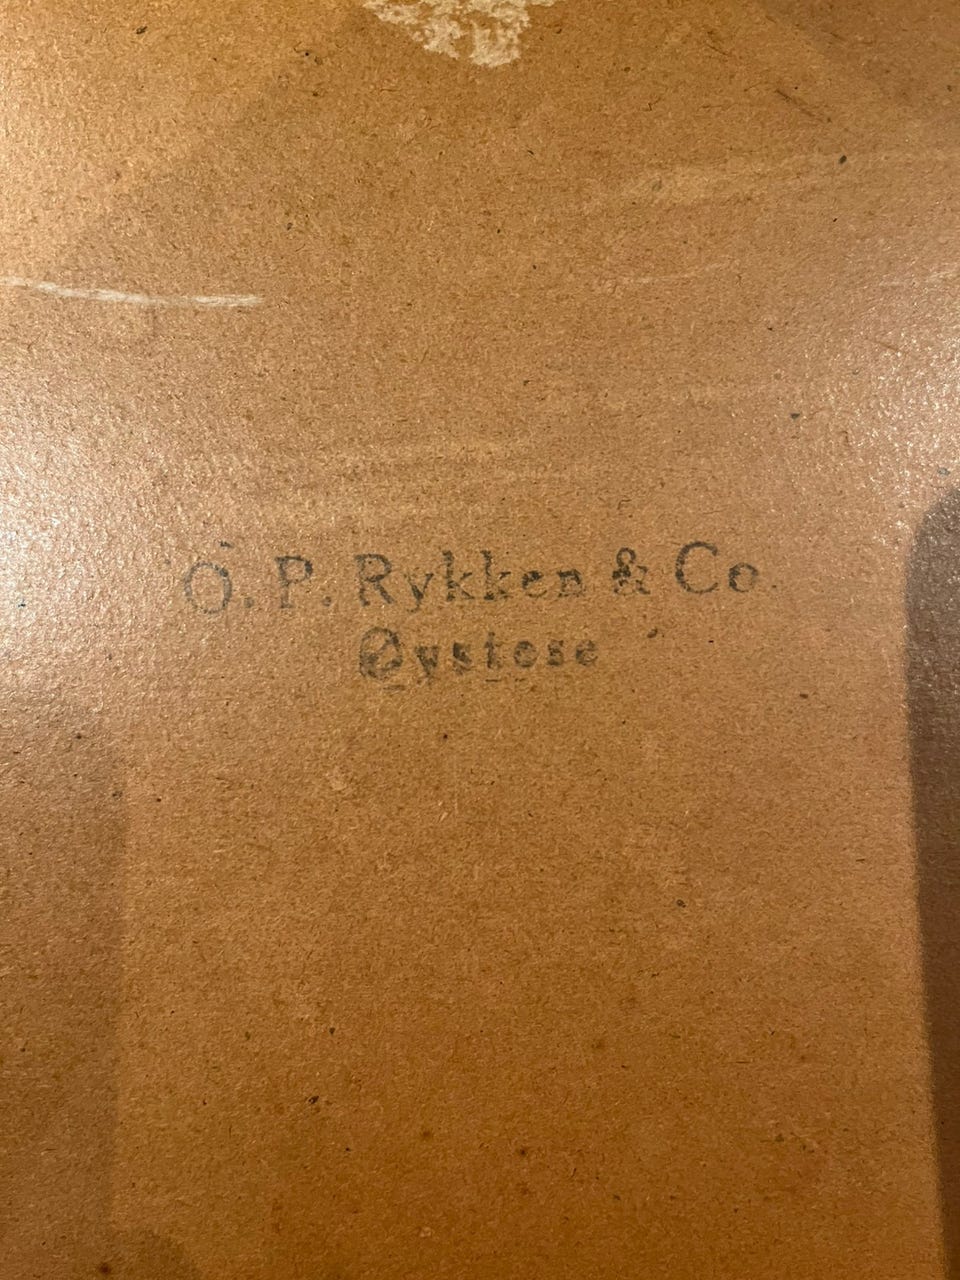 O. P. Rykken & Co.
Øystese